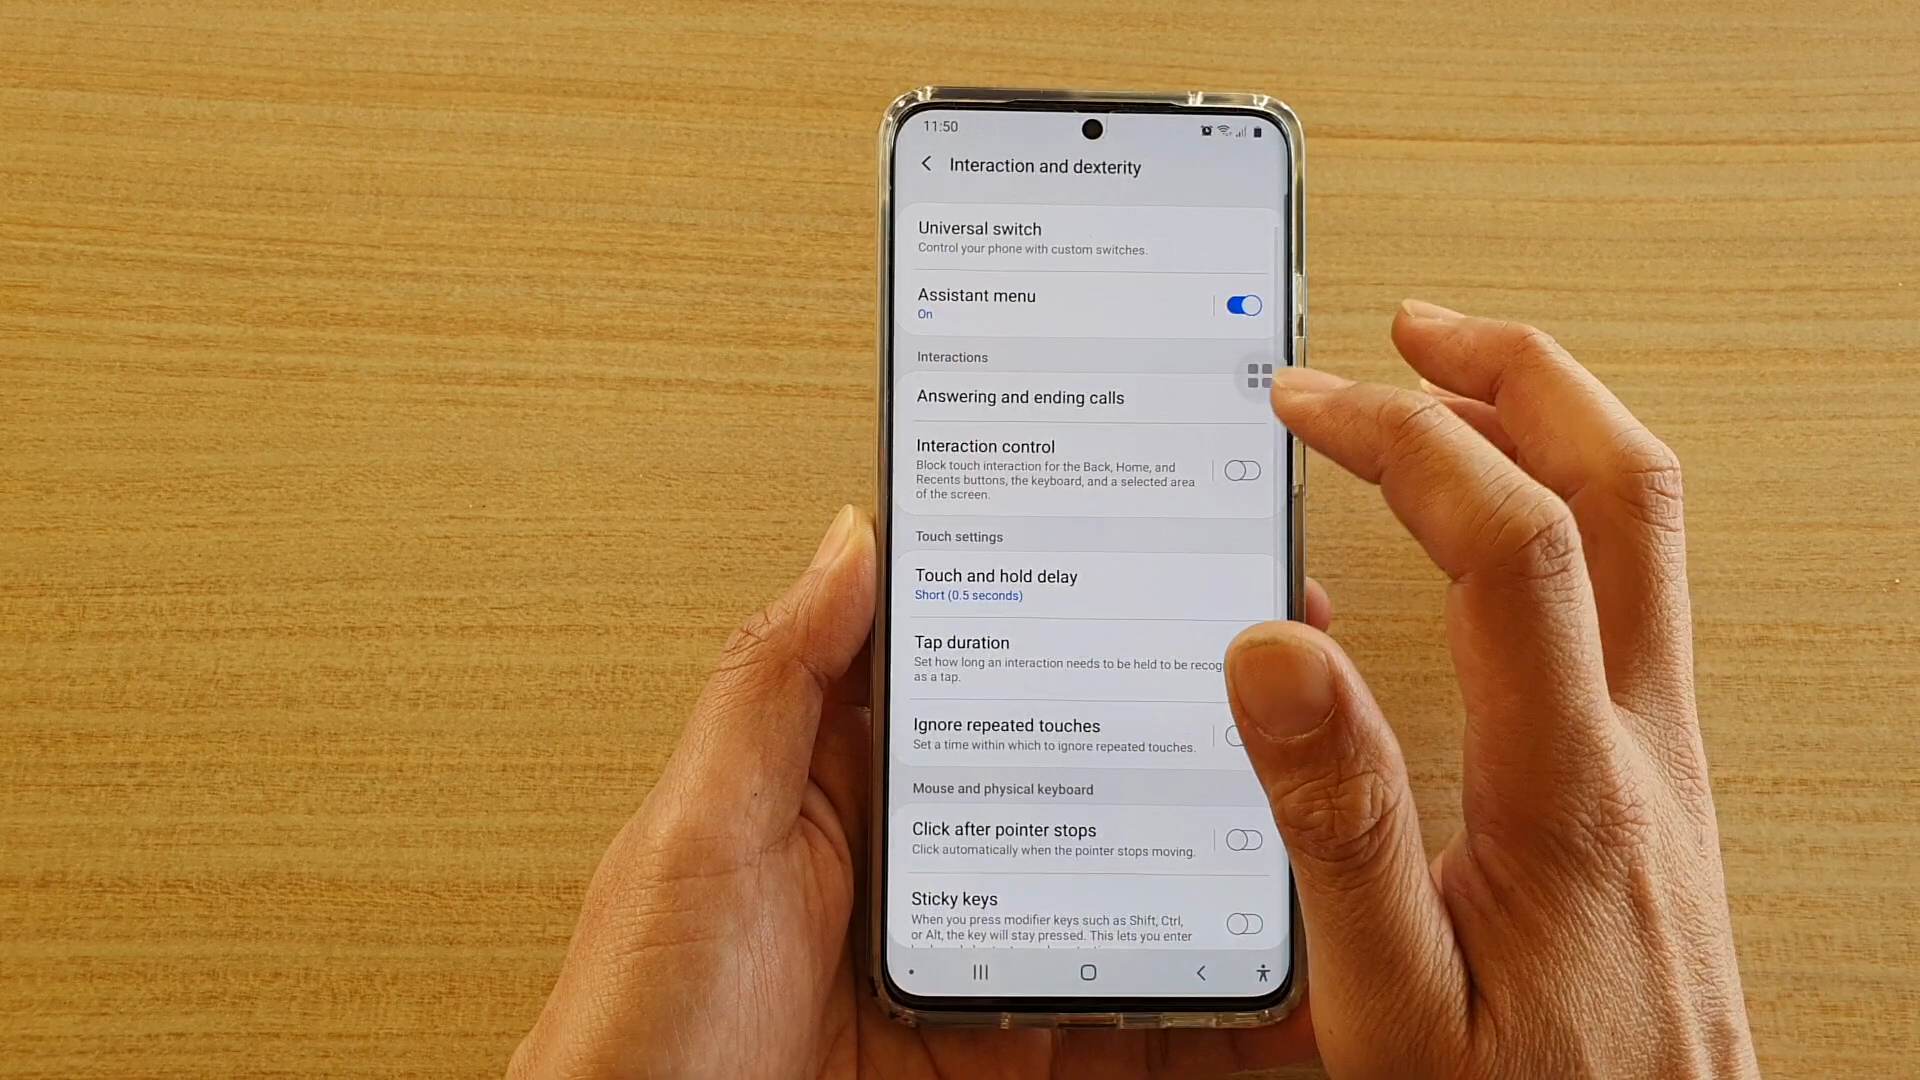 11:50
Interaction and dexterity
Universal switch
Control your phone with custom switches.
Assistant menu
On
Interactions
Answering and ending calls
Interaction control
Block touch interaction for the Back, Home, and
Recents buttons, the keyboard, and a selected area
of the screen.
Touch settings
Touch and hold delay
Short (0.5 seconds)
Tap duration
Set how long an interaction needs to be held to be recog
as a tap.
Ignore repeated touches
Set a time within which to ignore repeated touches.
Mouse and physical keyboard
Click after pointer stops
Click automatically when the pointer stops moving.
Sticky keys
When you press modifier keys such as Shift, Ctrl,
or Alt, the key will stay pressed. This lets you enter